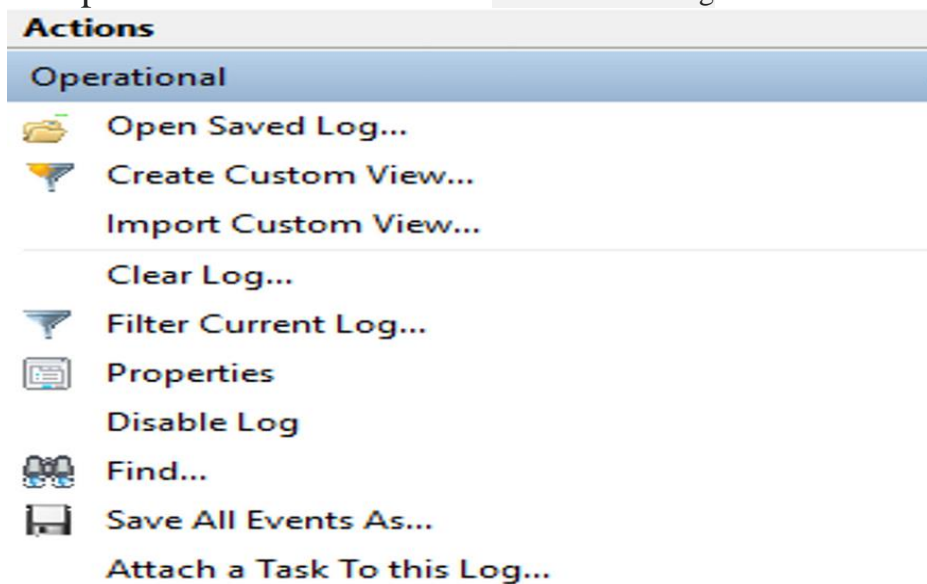 Actions
Operational
Open Saved Log...
Create Custom View...
Import Custom View...
Clear Log...
Filter Current Log...
Properties
Disable Log
Find...
Save All Events As...
Attach a Task To this Log...